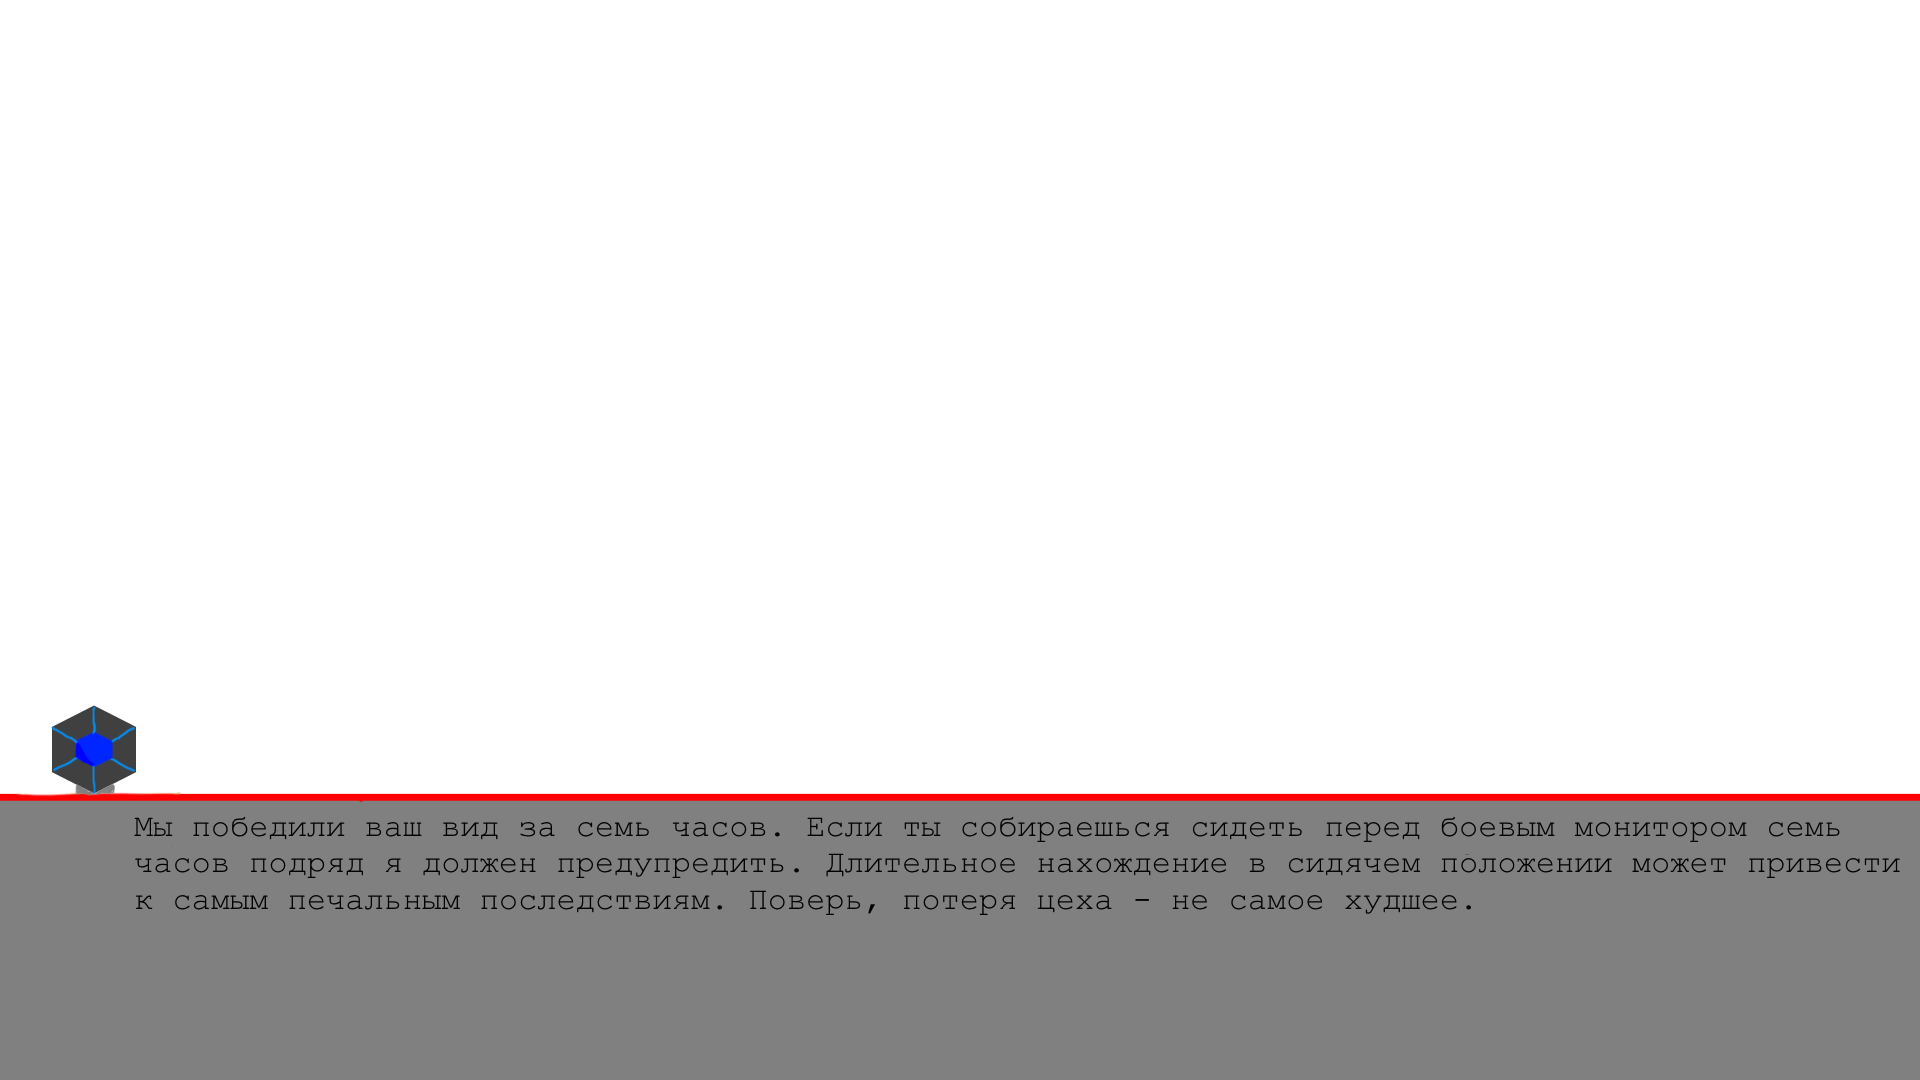 Мы победили ваш вид за семь часов. Если ты собираешься сидеть перед боевым монитором семь
часов подряд я должен предупредить. Длительное нахождение в сидячем положении может привести
к самым печальным последствиям. Поверь, потеря цеха - не самое худшее.